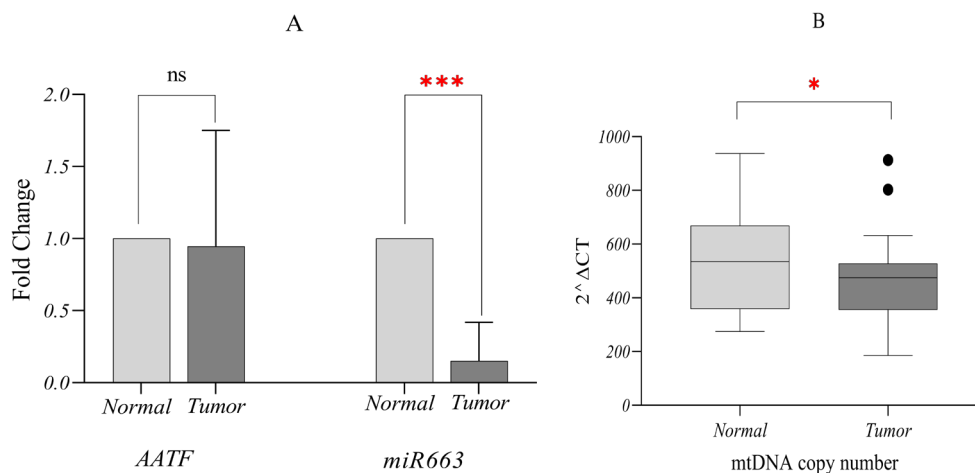 A
ns
***
2.0
1.5
1.0
0.5
0.0
Fold Change
Normal Tumor Normal Tumor
AATF miR663
B
*
1000
800
600
400
200
0
2^ΔCT
Normal Tumor
mtDNA copy number